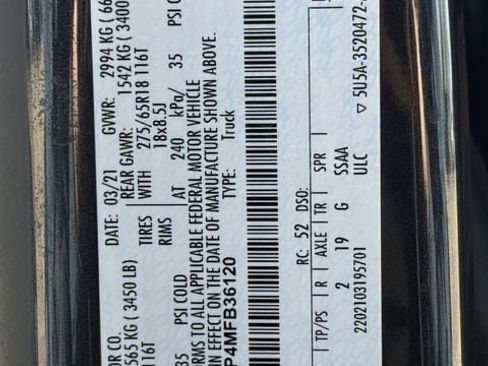 OR CO. DATE: 03/21 GVWR: 2994 KG (66
565 KG ( 3450 LB) REAR GAWR: 1542 KG ( 3400
116T WITH 275/65R18 116T
RIMS 18x8.5J
35 PSI COLD AT 240 kPa/ 35 PSI C
RMS TO ALL APPLICABLE FEDERAL MOTOR VEHICLE
IN EFFECT ON THE DATE OF MANUFACTURE SHOWN ABOVE.
P4MFB36120 TYPE: Truck
RC: 52 DSO:
TP/PS R AXLE TR SPR
2 19 G SSAA
2202103195701 ULC
▽ 5U5A-3520472-